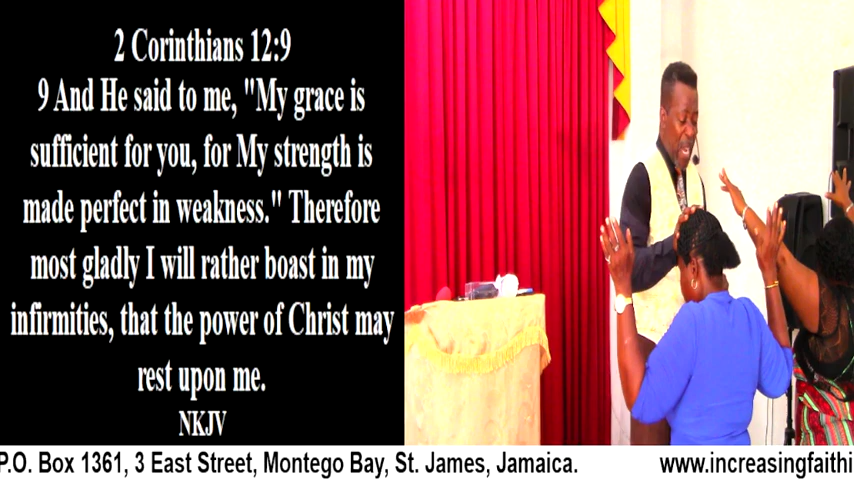 2 Corinthians 12:9
9 And He said to me, "My grace is
sufficient for you, for My strength is
made perfect in weakness." Therefore
most gladly I will rather boast in my
infirmities, that the power of Christ may
rest upon me.
NKJV
P.O. Box 1361, 3 East Street, Montego Bay, St. James, Jamaica. www.increasingfaithi